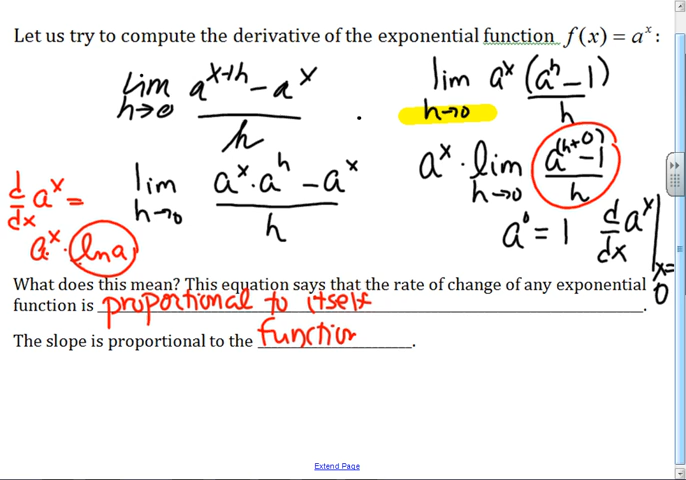 Let us try to compute the derivative of the exponential function f(x) = a^x :
lim h→0 (a^(x+h) - a^x)/h .
lim h→0 (a^x · a^h - a^x)/h
lim h→0 a^x (a^h - 1)/h
a^x · lim h→0 (a^(h+0) - 1)/h
a^0 = 1 d/dx a^x | x=0
d/dx a^x =
a^x · ln a
What does this mean? This equation says that the rate of change of any exponential
function is proportional to itself.
The slope is proportional to the function.
Extend Page